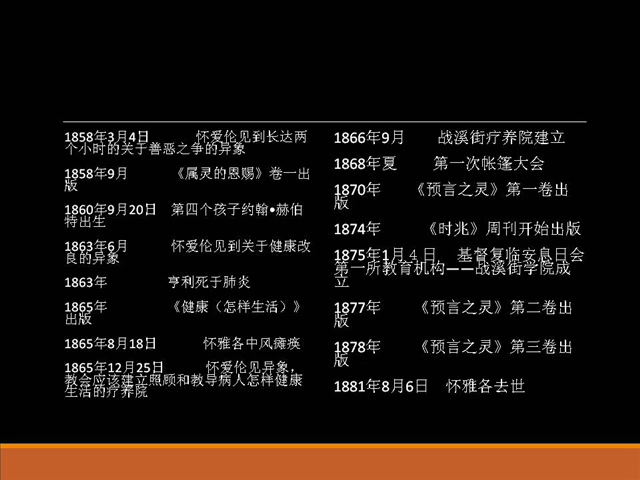 1858年3月4日 怀爱伦见到长达两
个小时的关于善恶之争的异象
1858年9月 《属灵的恩赐》卷一出
版
1860年9月20日 第四个孩子约翰•赫伯
特出生
1863年6月 怀爱伦见到关于健康改
良的异象
1863年 亨利死于肺炎
1865年 《健康(怎样生活)》
出版
1865年8月18日 怀雅各中风瘫痪
1865年12月25日 怀爱伦见异象,
教会应该建立照顾和教导病人怎样健康
生活的疗养院
1866年9月 战溪街疗养院建立
1868年夏 第一次帐篷大会
1870年 《预言之灵》第一卷出
版
1874年 《时兆》周刊开始出版
1875年1月4日 基督复临安息日会
第一所教育机构——战溪街学院成
立
1877年 《预言之灵》第二卷出
版
1878年 《预言之灵》第三卷出
版
1881年8月6日 怀雅各去世